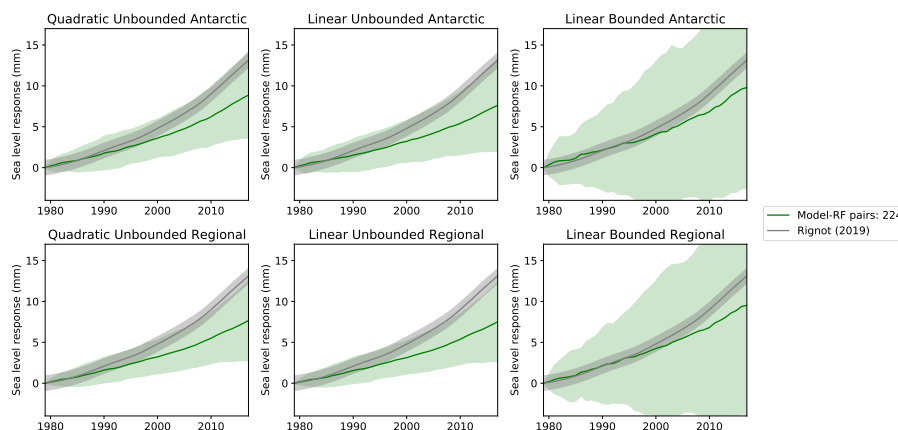 Quadratic Unbounded Antarctic
Linear Unbounded Antarctic
Linear Bounded Antarctic
Sea level response (mm)
15
10
5
0
1980 1990 2000 2010
Sea level response (mm)
15
10
5
0
1980 1990 2000 2010
Sea level response (mm)
15
10
5
0
1980 1990 2000 2010
Model-RF pairs: 224
Rignot (2019)
Quadratic Unbounded Regional
Linear Unbounded Regional
Linear Bounded Regional
Sea level response (mm)
15
10
5
0
1980 1990 2000 2010
Sea level response (mm)
15
10
5
0
1980 1990 2000 2010
Sea level response (mm)
15
10
5
0
1980 1990 2000 2010